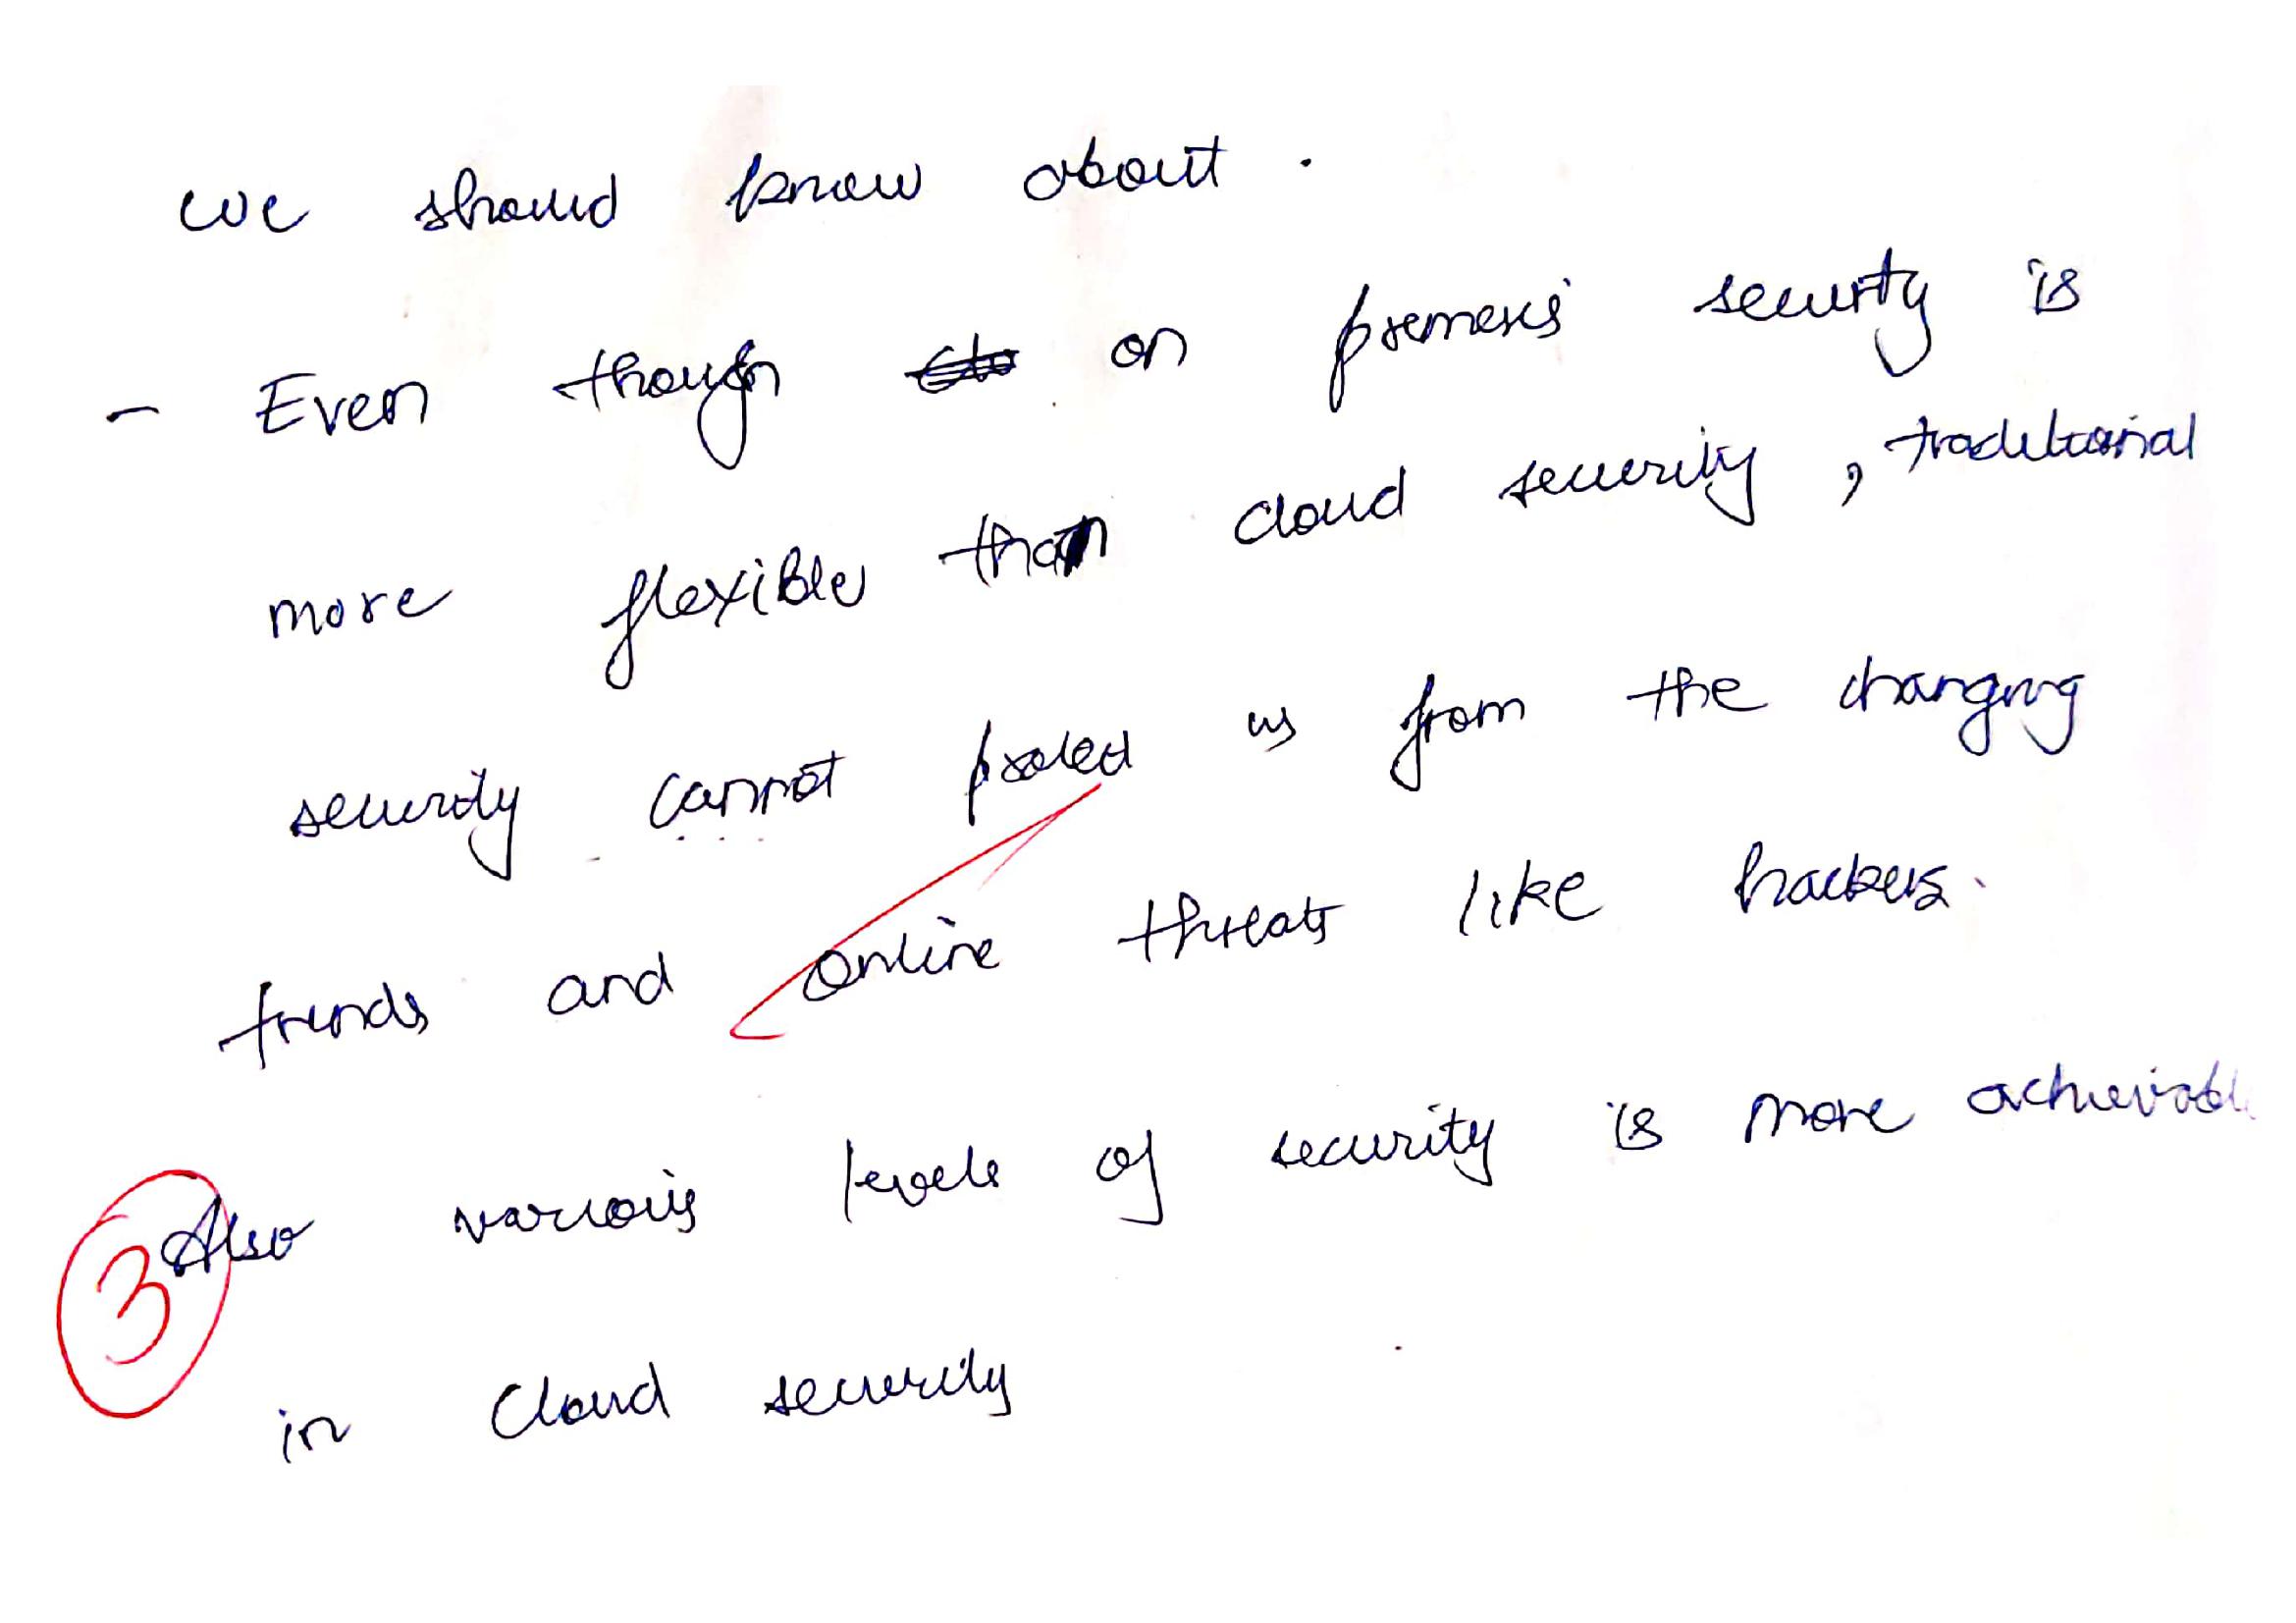 we should know about.
- Even though on premesis security is
more flexible than cloud security, traditional
security cannot protect us from the changing
trends and online threats like hackers.
Also various levels of security is more achievable
3
in cloud security